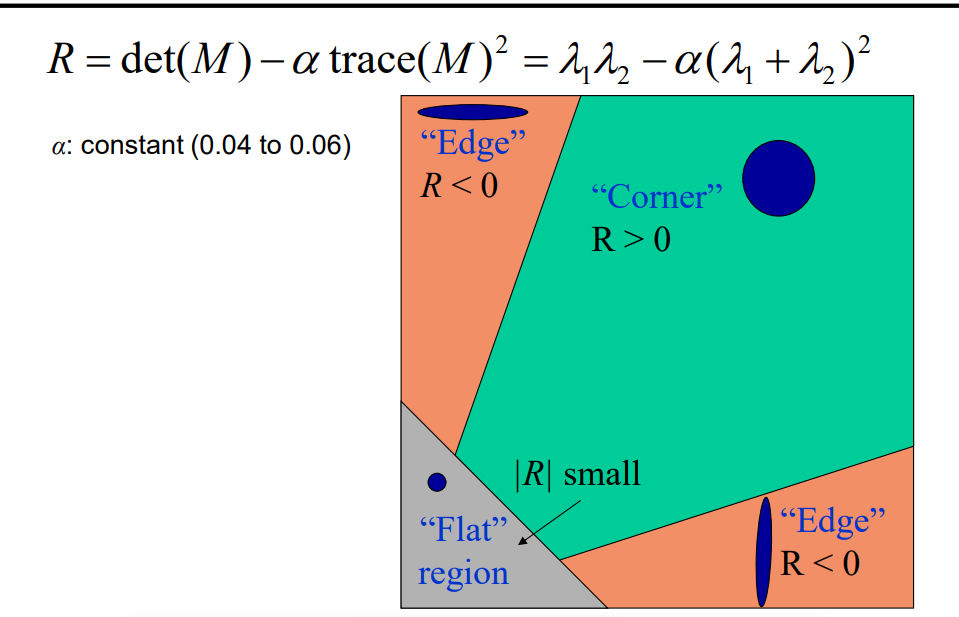 R = det(M) − α trace(M)² = λ₁λ₂ − α(λ₁ + λ₂)²
α: constant (0.04 to 0.06)
“Edge”
R < 0
“Corner”
R > 0
|R| small
“Flat”
region
“Edge”
R < 0